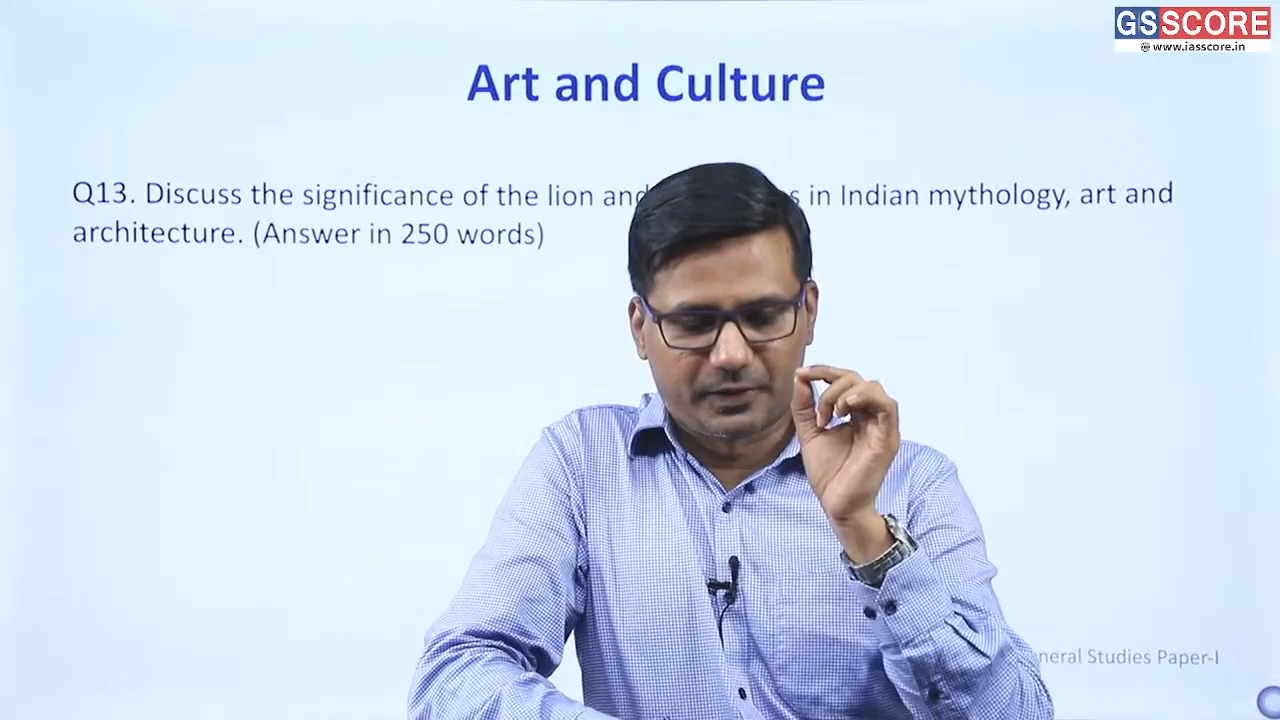 GSSCORE
www.iasscore.in
Art and Culture
Q13. Discuss the significance of the lion and in Indian mythology, art and
architecture. (Answer in 250 words)
Studies Paper-I